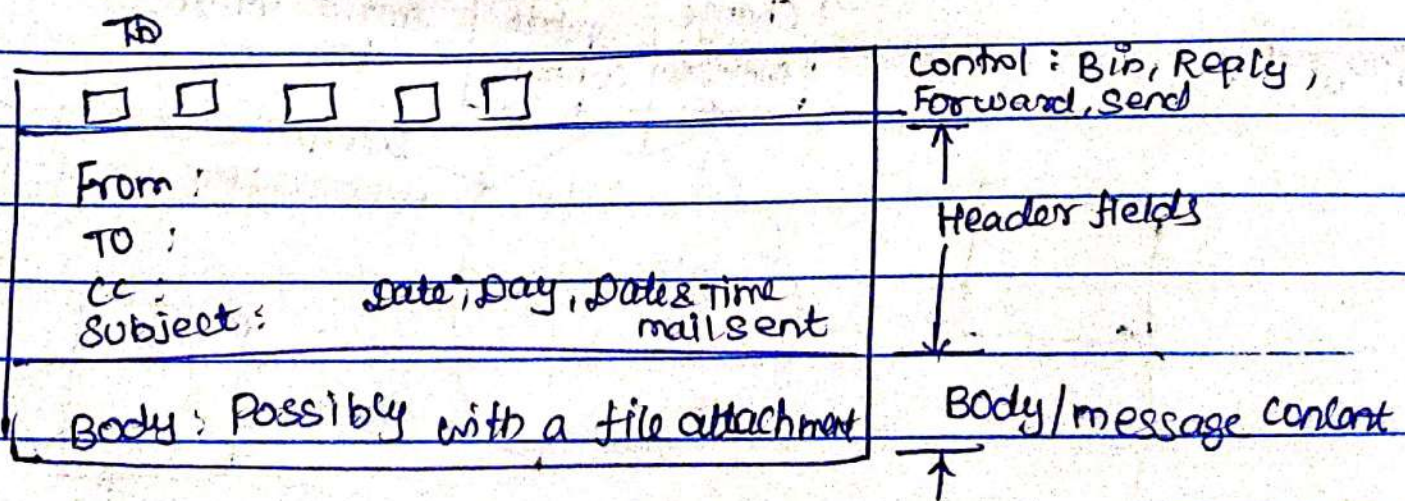 TO
Control : Bin, Reply,
Forward, Send
From :
TO :
Header fields
CC :
Date; Day, Date & Time
Subject :
mail sent
Body : Possibly with a file attachment
Body/message content